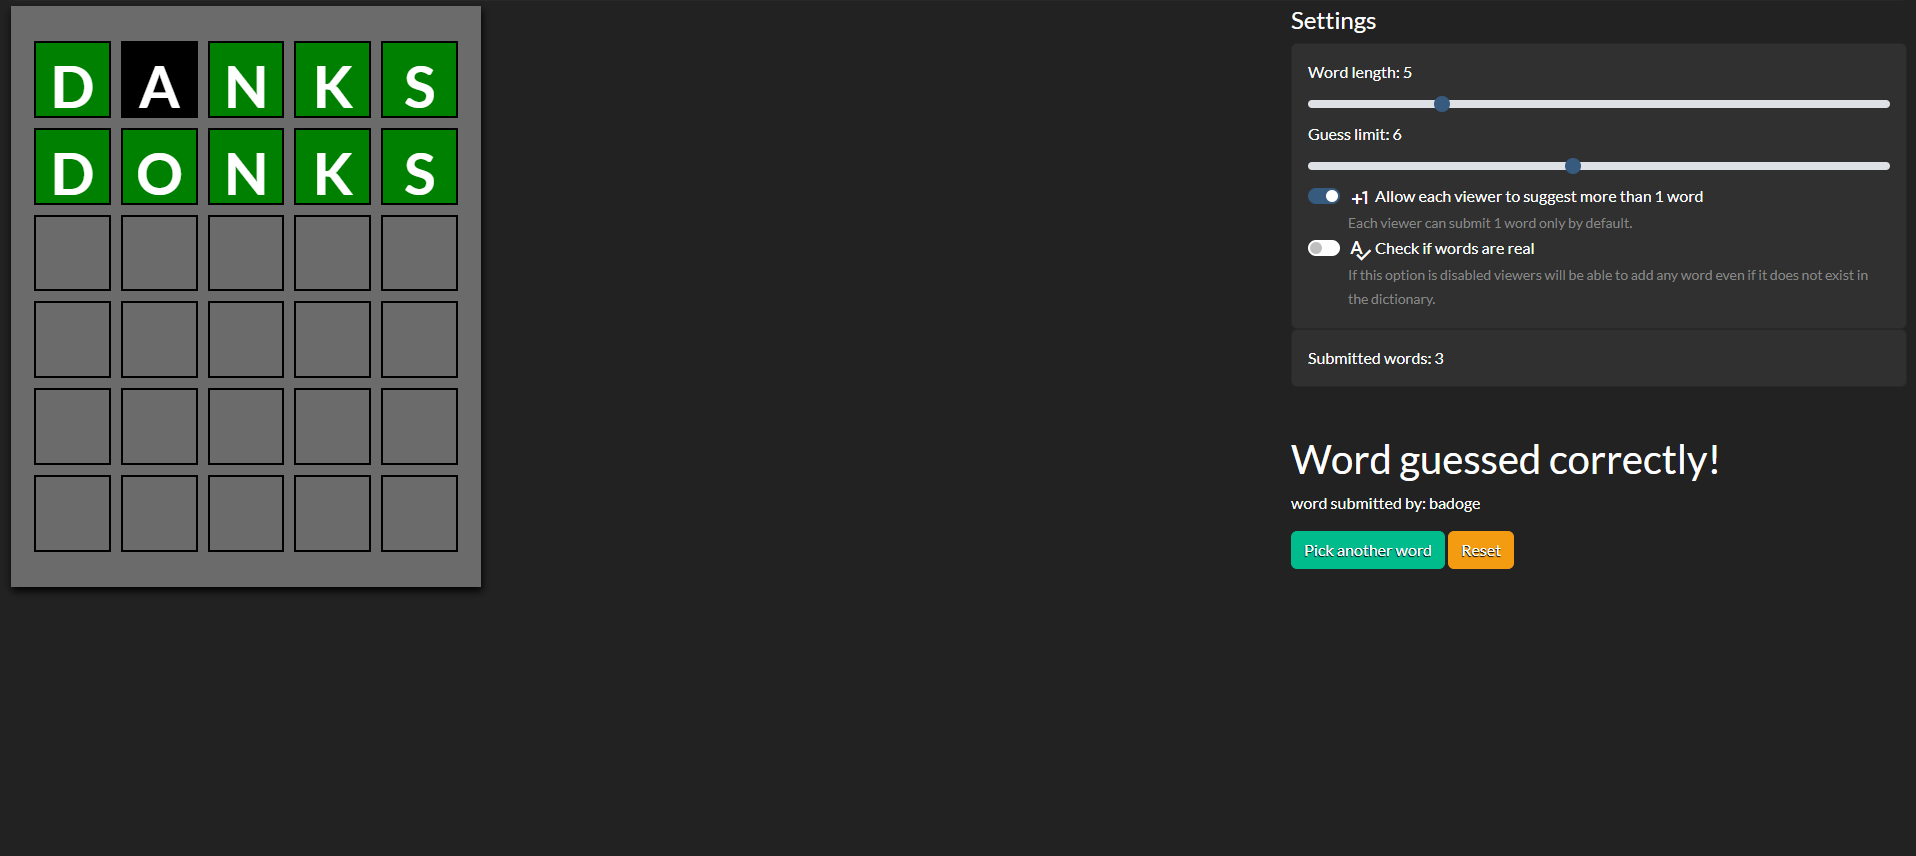 DANKS
DONKS
Settings
Word length: 5
Guess limit: 6
+1 Allow each viewer to suggest more than 1 word
Each viewer can submit 1 word only by default.
Check if words are real
If this option is disabled viewers will be able to add any word even if it does not exist in
the dictionary.
Submitted words: 3
Word guessed correctly!
word submitted by: badoge
Pick another word Reset